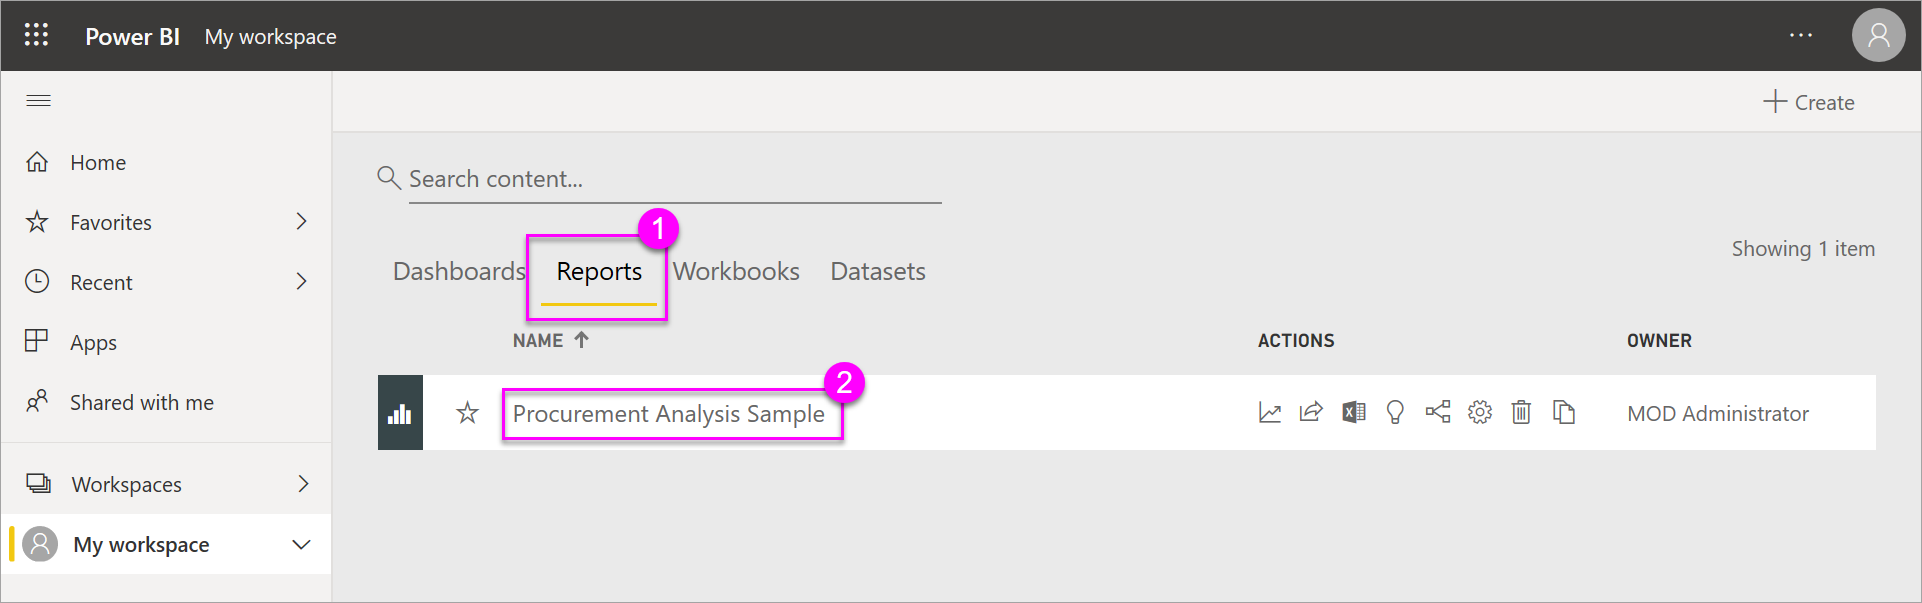 Power BI My workspace ...
Create
Home
Search content...
Favorites
1
Showing 1 item
Dashboards Reports Workbooks Datasets
Recent
NAME ACTIONS OWNER
Apps
2
Shared with me
Procurement Analysis Sample MOD Administrator
Workspaces
My workspace